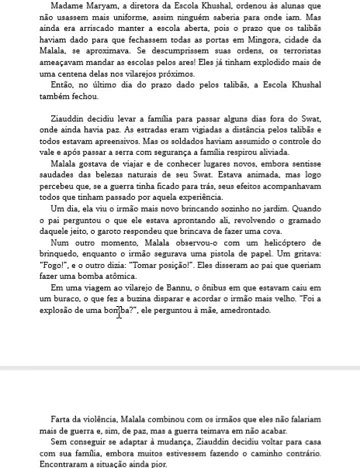 Madame Maryam, a diretora da Escola Khushal, ordenou às alunas que
não usassem mais uniforme, assim ninguém saberia para onde iam. Mas
ainda era arriscado manter a escola aberta, pois o prazo que os talibãs
haviam dado para que fechassem todas as portas em Mingora, cidade da
Malala, se aproximava. Se descumprissem suas ordens, os terroristas
ameaçavam mandar as escolas pelos ares! Eles já tinham explodido mais de
uma centena delas nos vilarejos próximos.
Então, no último dia do prazo dado pelos talibãs, a Escola Khushal
também fechou.
Ziauddin decidiu levar a família para passar alguns dias fora do Swat,
onde ainda havia paz. As estradas eram vigiadas a distância pelos talibãs e
todos estavam apreensivos. Mas os soldados haviam assumido o controle do
vale e após passar a serra com segurança a família respirou aliviada.
Malala gostava de viajar e de conhecer lugares novos, embora sentisse
saudades das belezas naturais de seu Swat. Estava animada, mas logo
percebeu que, se a guerra tinha ficado para trás, seus efeitos acompanhavam
todos que tinham passado por aquela experiência.
Um dia, ela viu o irmão mais novo brincando sozinho no jardim. Quando
o pai perguntou o que ele estava aprontando ali, revolvendo o gramado
daquele jeito, o garoto respondeu que brincava de fazer uma cova.
Num outro momento, Malala observou-o com um helicóptero de
brinquedo, enquanto o irmão segurava uma pistola de papel. Um gritava:
"Fogo!", e o outro dizia: "Tomar posição!". Eles disseram ao pai que queriam
fazer uma bomba atômica.
Em uma viagem ao vilarejo de Bannu, o ônibus em que estavam caiu em
um buraco, o que fez a buzina disparar e acordar o irmão mais velho. "Foi a
explosão de uma bomba?", ele perguntou à mãe, amedrontado.
Farta da violência, Malala combinou com os irmãos que eles não falariam
mais de guerra e, sim, de paz, mas a guerra teimava em não acabar.
Sem conseguir se adaptar à mudança, Ziauddin decidiu voltar para casa
com sua família, embora muitos estivessem fazendo o caminho contrário.
Encontraram a situação ainda pior.